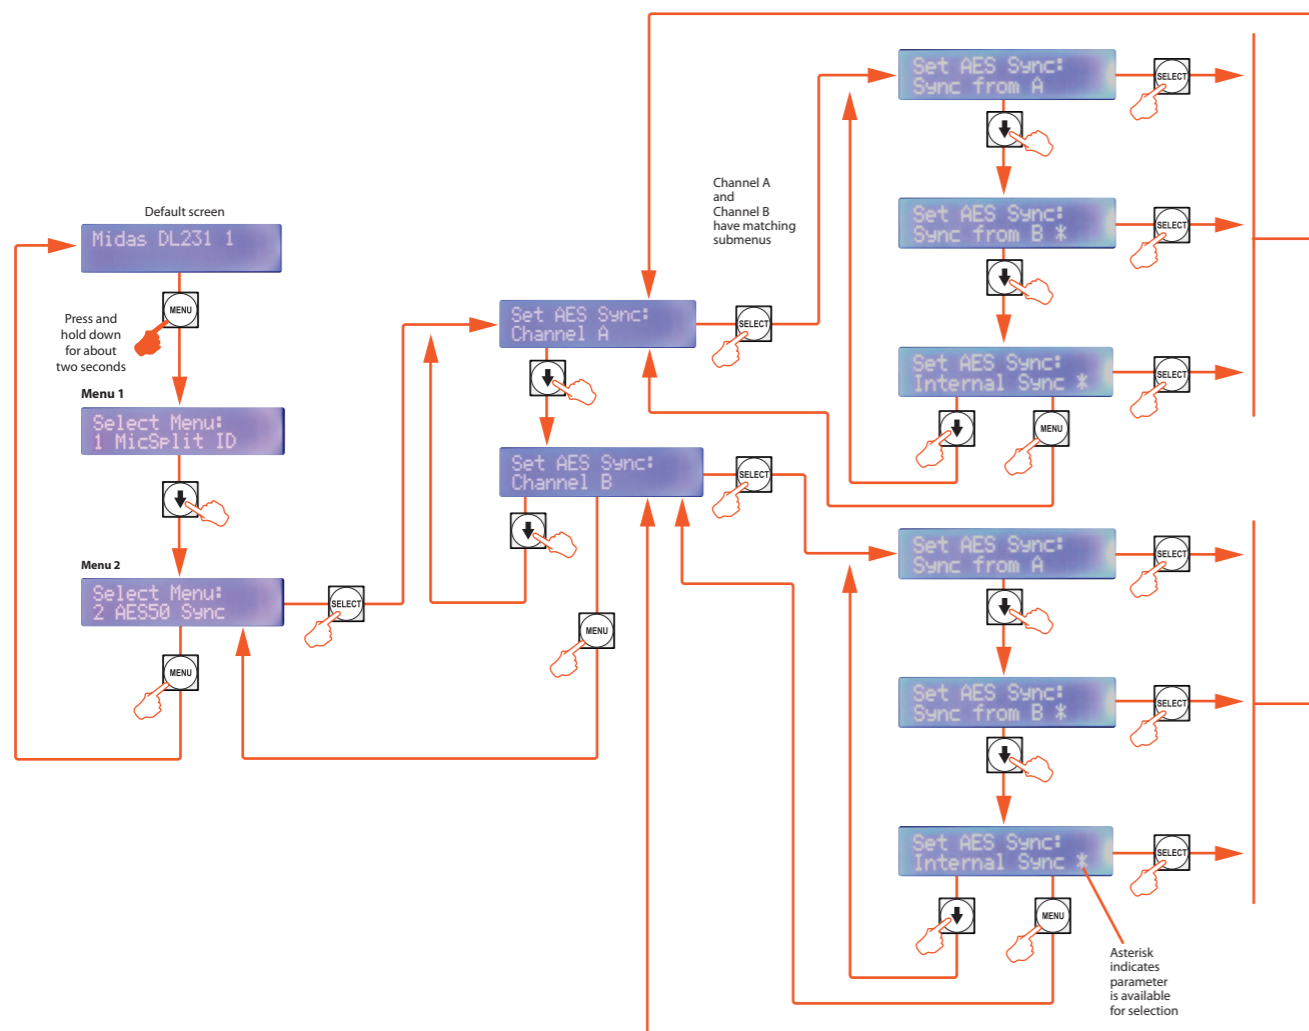 Default screen
Midas DL231 1
MENU
Press and
hold down
for about
two seconds
Menu 1
Select Menu:
1 MicSplit ID
Menu 2
Select Menu:
2 AES50 Sync
SELECT
MENU
Set AES Sync:
Channel A
SELECT
Set AES Sync:
Channel B
SELECT
MENU
Channel A
and
Channel B
have matching
submenus
Set AES Sync:
Sync from A
SELECT
Set AES Sync:
Sync from B *
SELECT
Set AES Sync:
Internal Sync *
SELECT
MENU
Set AES Sync:
Sync from A
SELECT
Set AES Sync:
Sync from B *
SELECT
Set AES Sync:
Internal Sync *
SELECT
MENU
Asterisk
indicates
parameter
is available
for selection